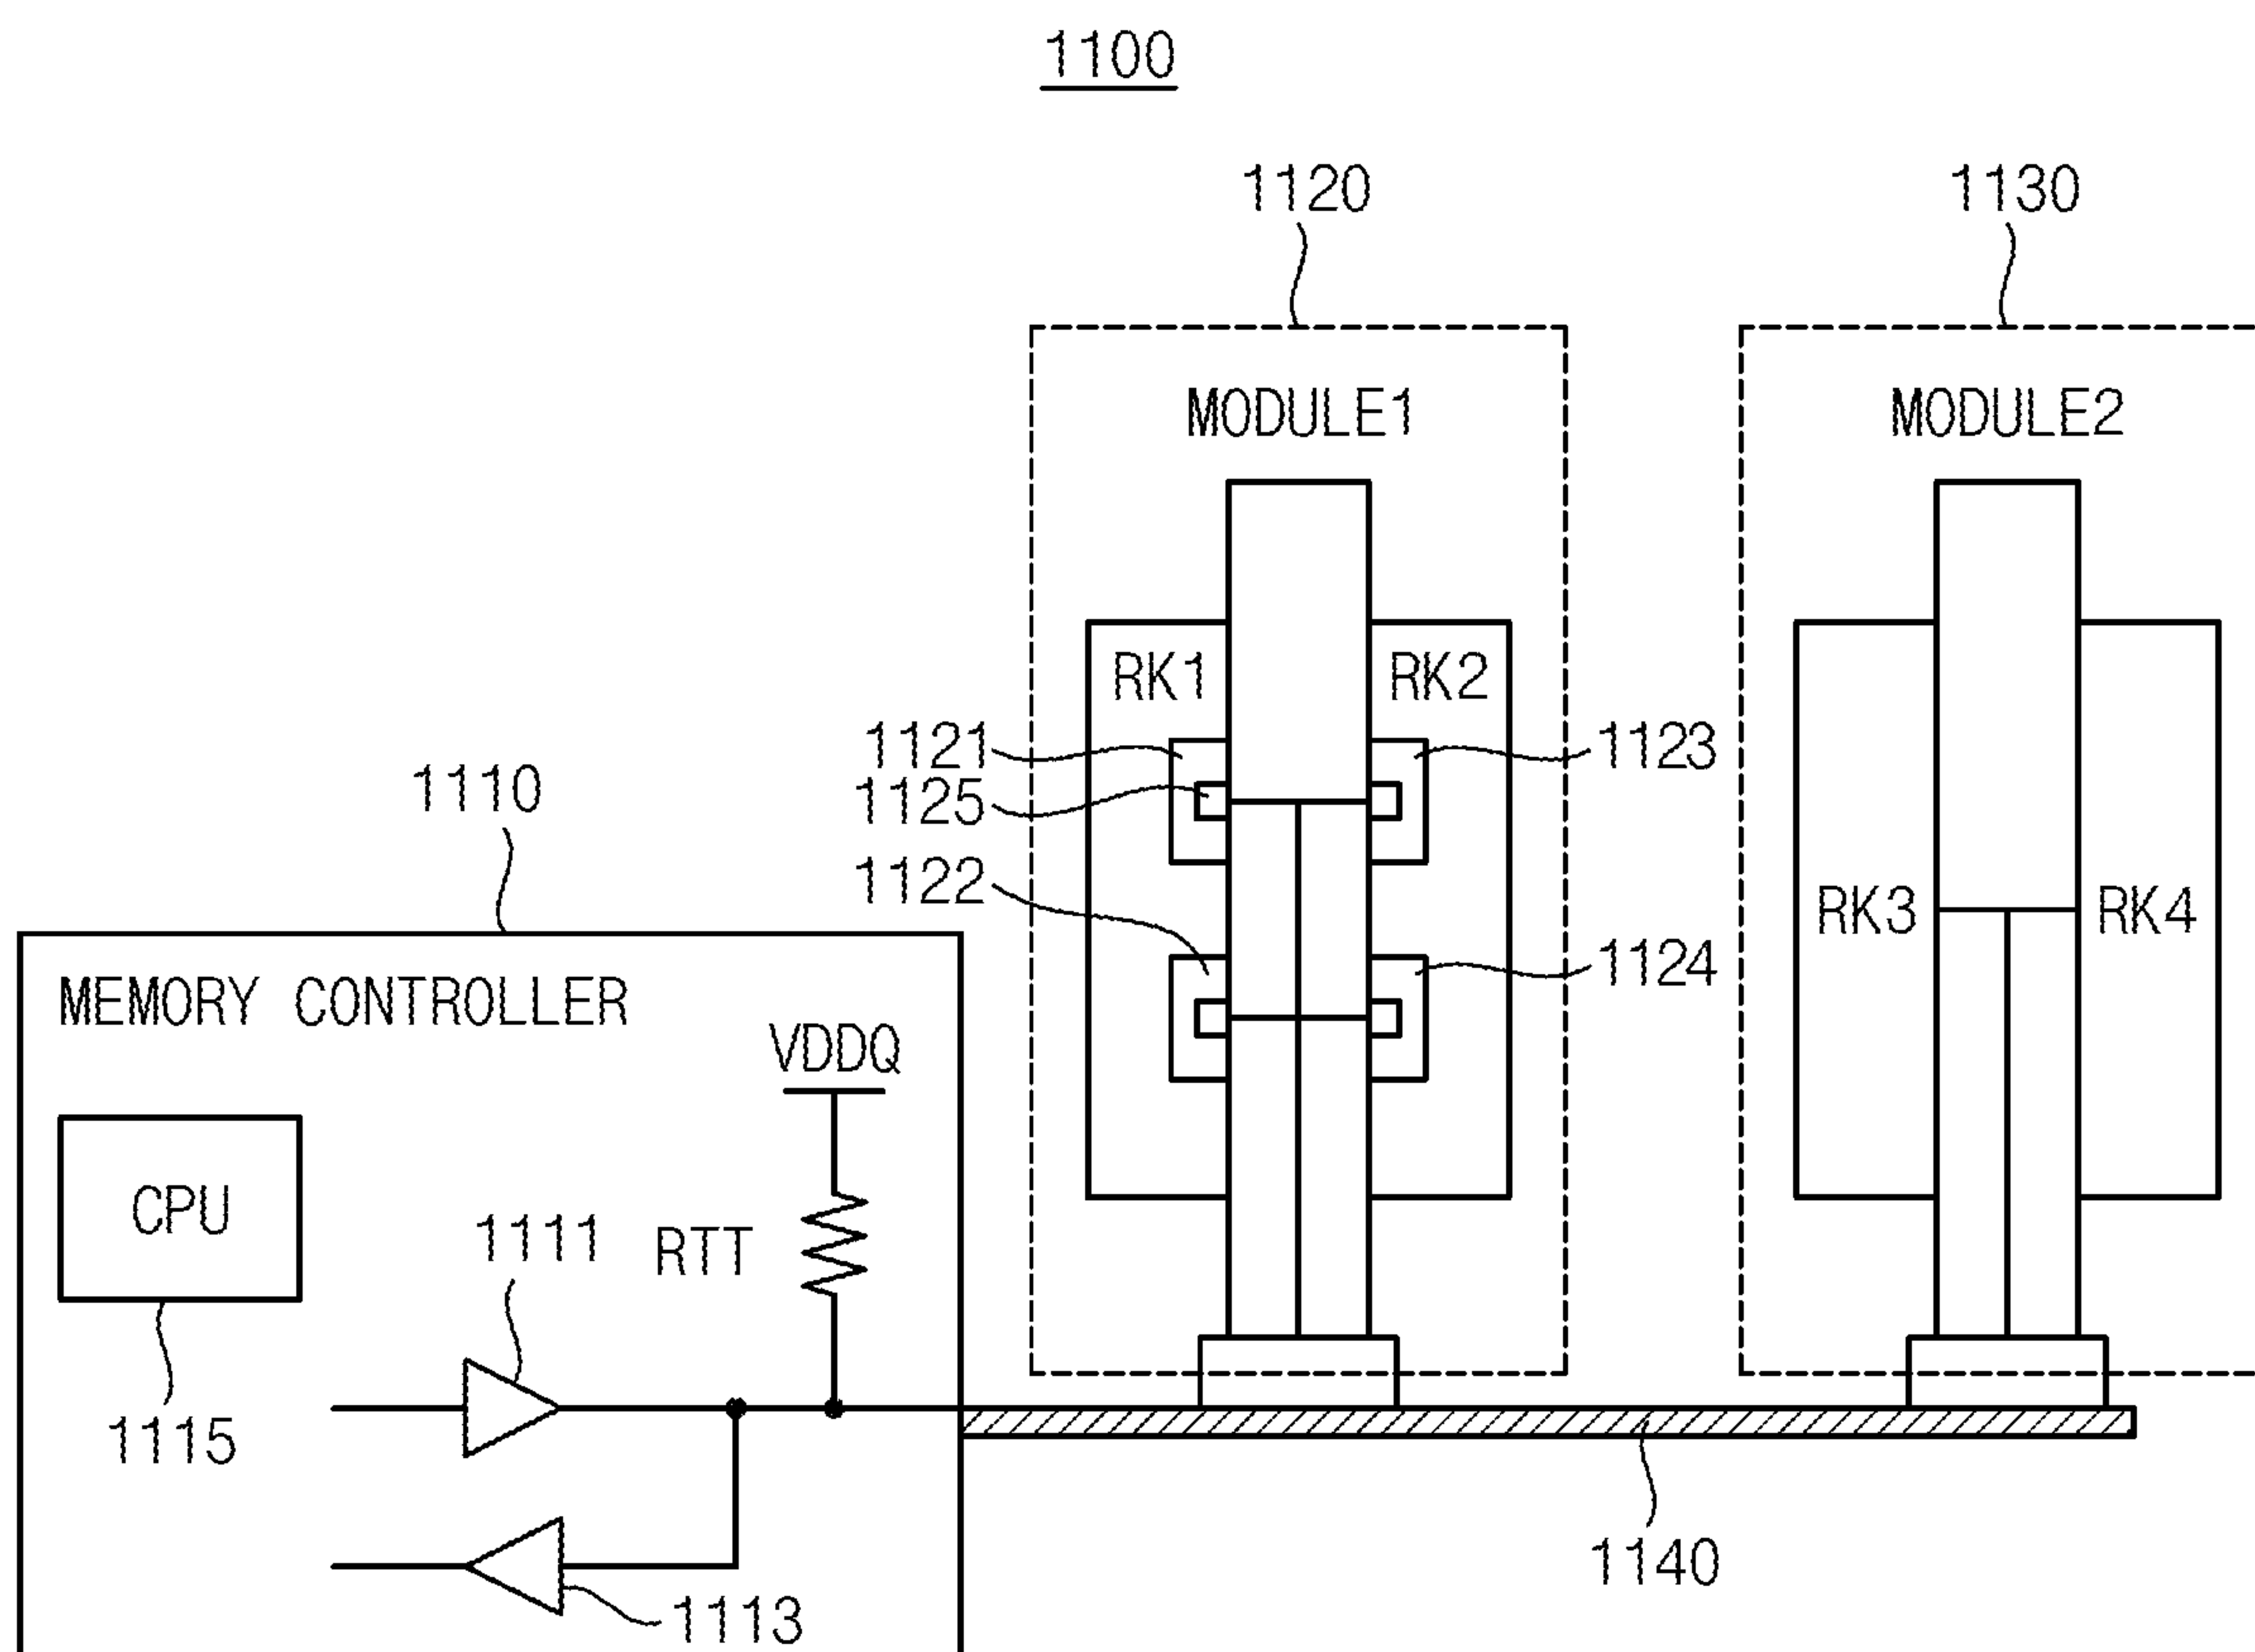 1100
1120
1130
MODULE1
MODULE2
RK1
RK2
1121
1123
1110
1125
1122
RK3
RK4
1124
MEMORY CONTROLLER
VDDQ
CPU
1111
RTT
1115
1140
1113